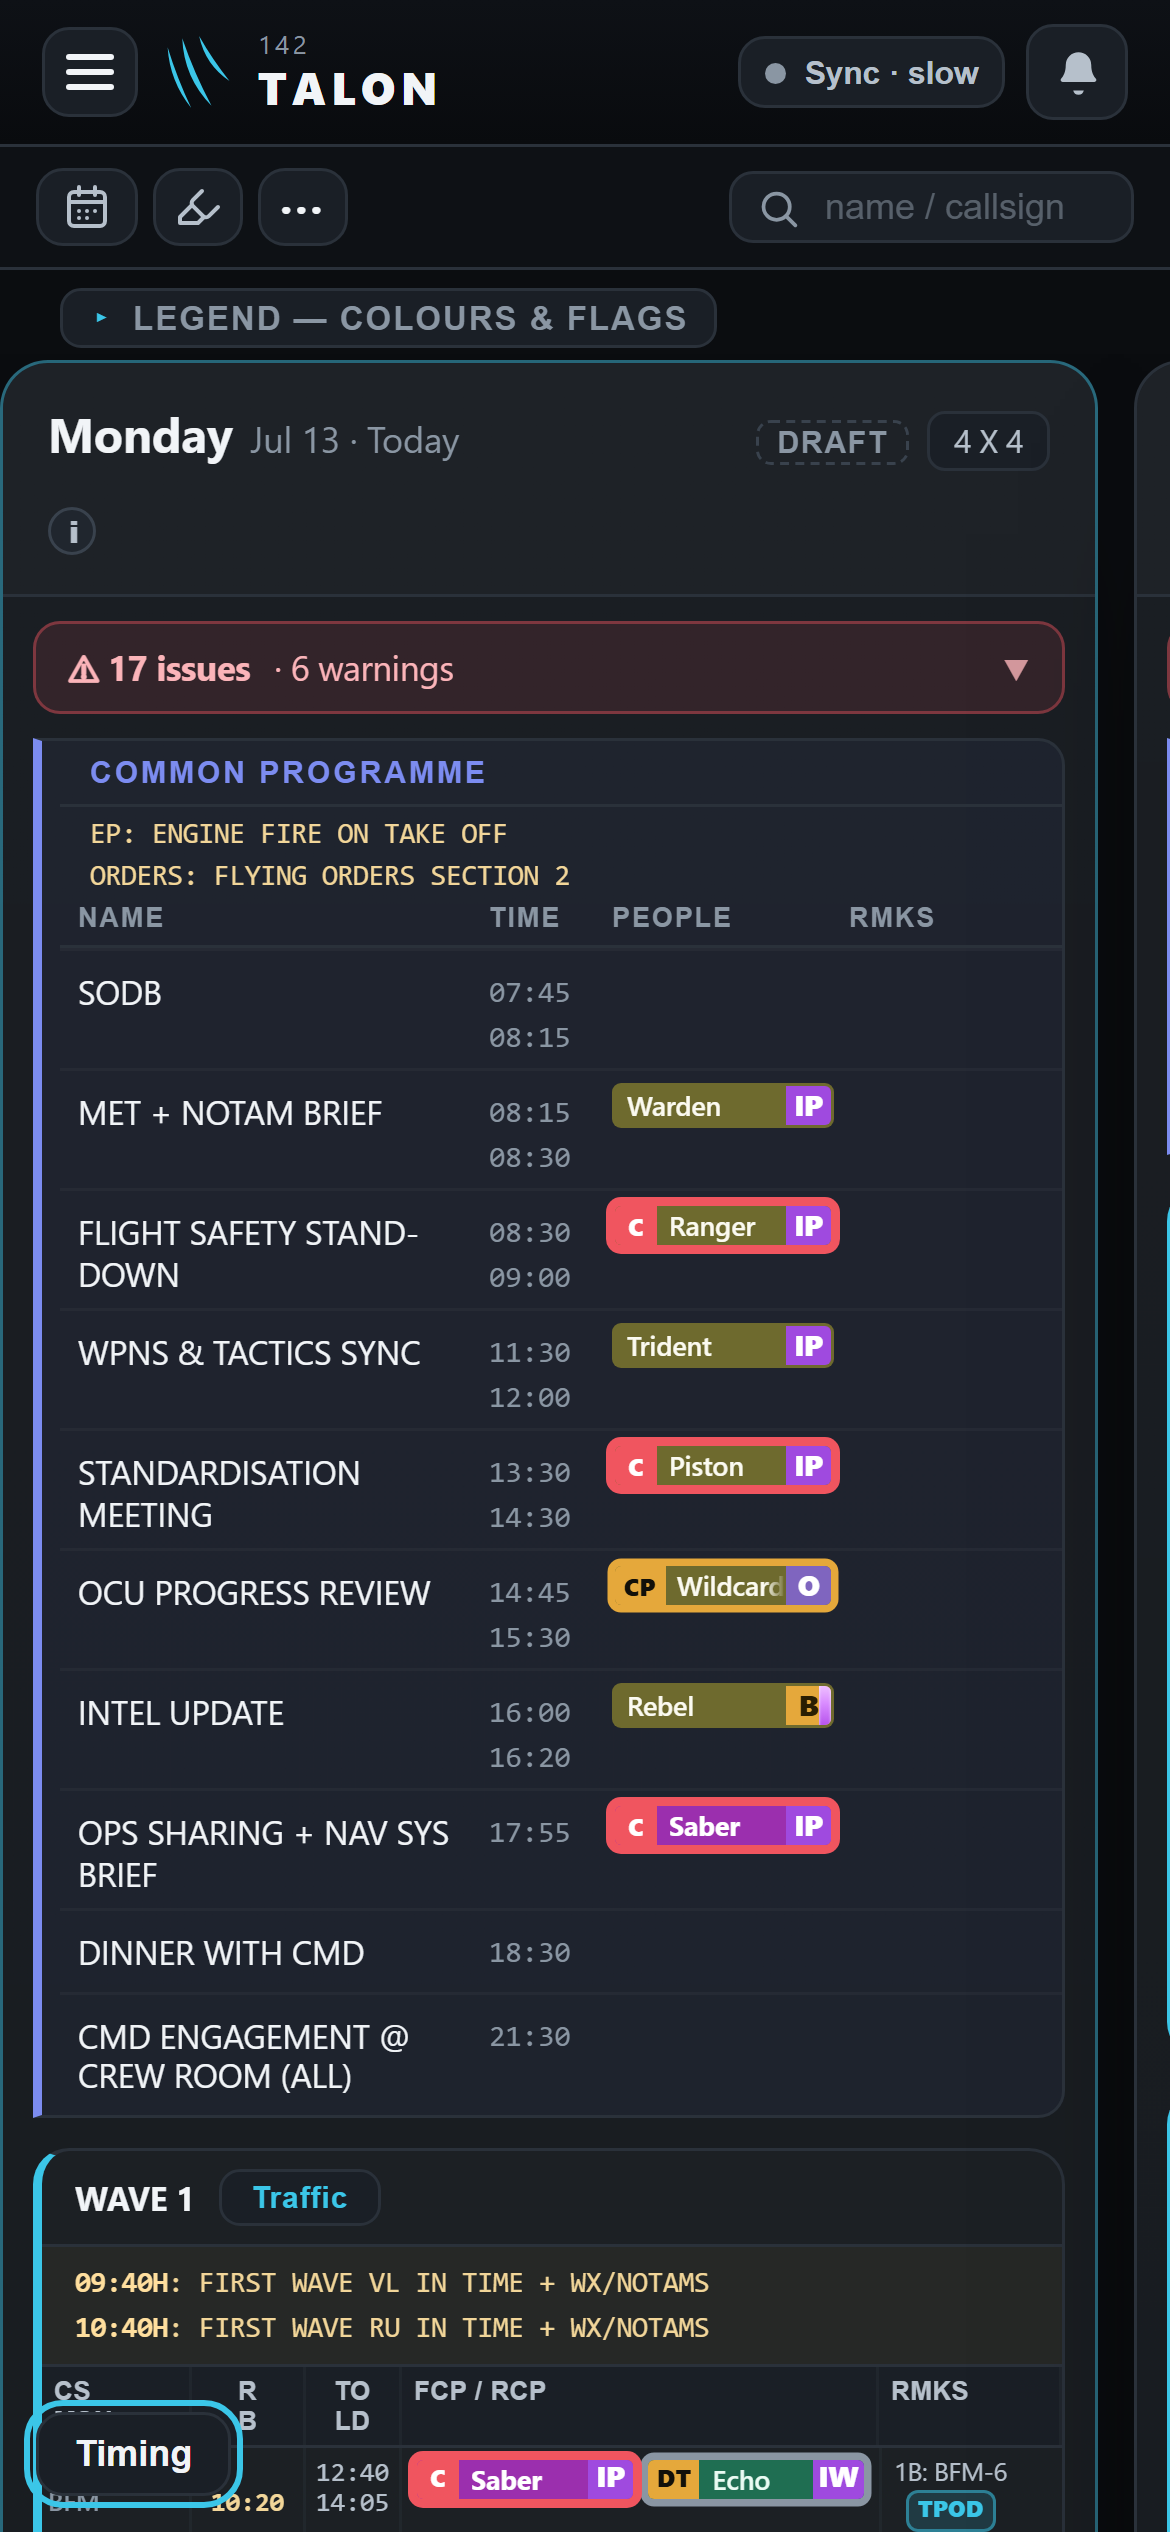 142
TALON
Sync · slow
name / callsign
▸ LEGEND — COLOURS & FLAGS
Monday Jul 13 · Today
DRAFT
4 X 4
i
⚠ 17 issues · 6 warnings ▼
COMMON PROGRAMME
EP: ENGINE FIRE ON TAKE OFF
ORDERS: FLYING ORDERS SECTION 2
NAME TIME PEOPLE RMKS
SODB 07:45
08:15
MET + NOTAM BRIEF 08:15 Warden IP
08:30
FLIGHT SAFETY STAND- 08:30 C Ranger IP
DOWN 09:00
WPNS & TACTICS SYNC 11:30 Trident IP
12:00
STANDARDISATION 13:30 C Piston IP
MEETING 14:30
OCU PROGRESS REVIEW 14:45 CP Wildcard O
15:30
INTEL UPDATE 16:00 Rebel B
16:20
OPS SHARING + NAV SYS 17:55 C Saber IP
BRIEF
DINNER WITH CMD 18:30
CMD ENGAGEMENT @ 21:30
CREW ROOM (ALL)
WAVE 1 Traffic
09:40H: FIRST WAVE VL IN TIME + WX/NOTAMS
10:40H: FIRST WAVE RU IN TIME + WX/NOTAMS
CS R TO FCP / RCP RMKS
B LD
Timing
12:40 C Saber IP DT Echo IW 1B: BFM-6
BFM 10:20 14:05 TPOD